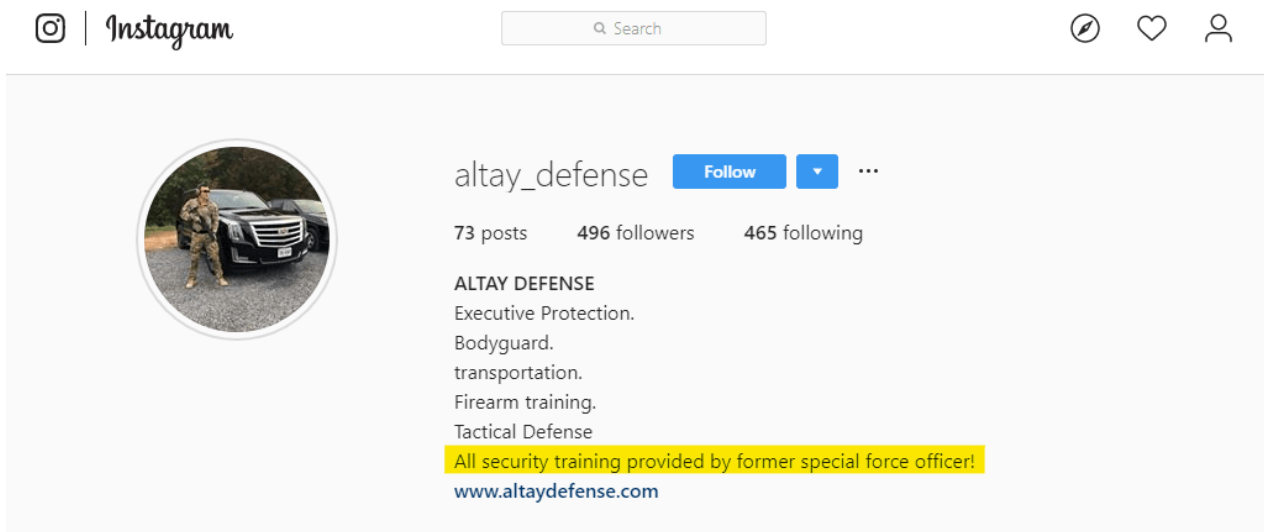 Instagram
Search
altay_defense Follow ...
73 posts 496 followers 465 following
ALTAY DEFENSE
Executive Protection.
Bodyguard.
transportation.
Firearm training.
Tactical Defense
All security training provided by former special force officer!
www.altaydefense.com